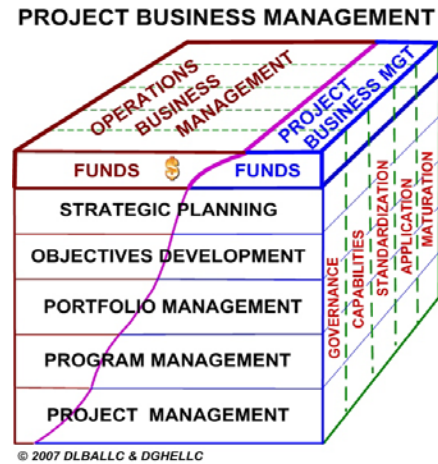 PROJECT BUSINESS MANAGEMENT
OPERATIONS
BUSINESS
MANAGEMENT
PROJECT
BUSINESS MGT
FUNDS $ FUNDS
STRATEGIC PLANNING
OBJECTIVES DEVELOPMENT
PORTFOLIO MANAGEMENT
PROGRAM MANAGEMENT
PROJECT MANAGEMENT
GOVERNANCE
CAPABILITIES
STANDARDIZATION
APPLICATION
MATURATION
© 2007 DLBALLC & DGHELLC